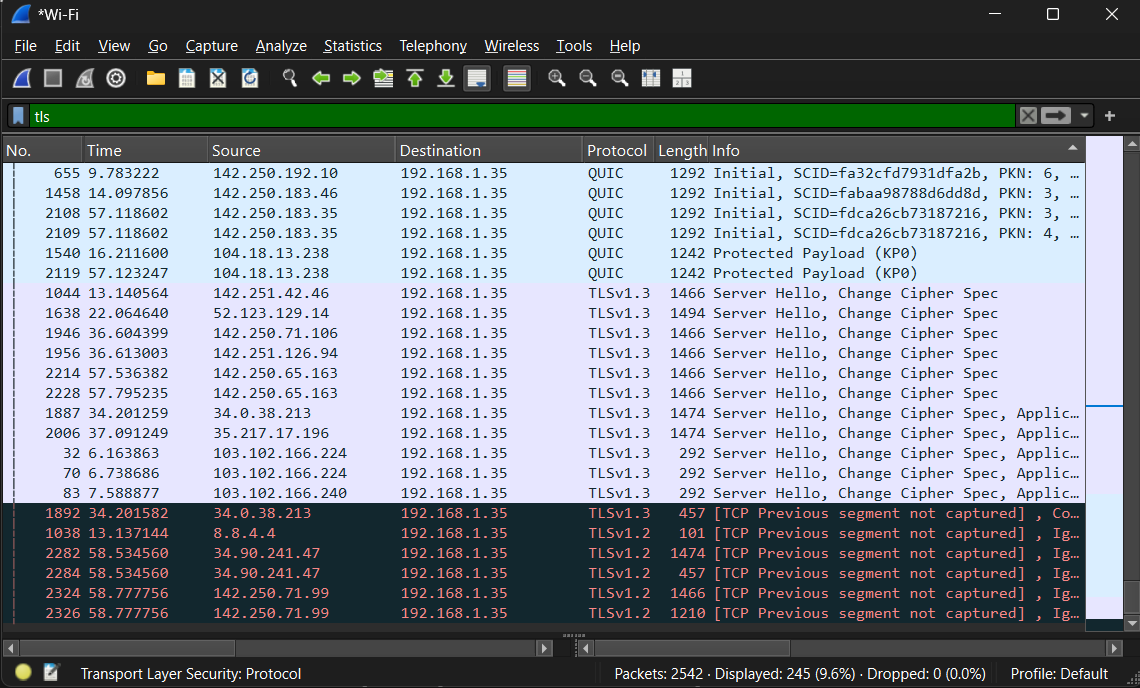 *Wi-Fi
File Edit View Go Capture Analyze Statistics Telephony Wireless Tools Help
tls
No. Time Source Destination Protocol Length Info
655 9.783222 142.250.192.10 192.168.1.35 QUIC 1292 Initial, SCID=fa32cfd7931dfa2b, PKN: 6, …
1458 14.097856 142.250.183.46 192.168.1.35 QUIC 1292 Initial, SCID=fabaa98788d6dd8d, PKN: 3, …
2108 57.118602 142.250.183.35 192.168.1.35 QUIC 1292 Initial, SCID=fdca26cb73187216, PKN: 3, …
2109 57.118602 142.250.183.35 192.168.1.35 QUIC 1292 Initial, SCID=fdca26cb73187216, PKN: 4, …
1540 16.211600 104.18.13.238 192.168.1.35 QUIC 1242 Protected Payload (KP0)
2119 57.123247 104.18.13.238 192.168.1.35 QUIC 1242 Protected Payload (KP0)
1044 13.140564 142.251.42.46 192.168.1.35 TLSv1.3 1466 Server Hello, Change Cipher Spec
1638 22.064640 52.123.129.14 192.168.1.35 TLSv1.3 1494 Server Hello, Change Cipher Spec
1946 36.604399 142.250.71.106 192.168.1.35 TLSv1.3 1466 Server Hello, Change Cipher Spec
1956 36.613003 142.251.126.94 192.168.1.35 TLSv1.3 1466 Server Hello, Change Cipher Spec
2214 57.536382 142.250.65.163 192.168.1.35 TLSv1.3 1466 Server Hello, Change Cipher Spec
2228 57.795235 142.250.65.163 192.168.1.35 TLSv1.3 1466 Server Hello, Change Cipher Spec
1887 34.201259 34.0.38.213 192.168.1.35 TLSv1.3 1474 Server Hello, Change Cipher Spec, Applic…
2006 37.091249 35.217.17.196 192.168.1.35 TLSv1.3 1474 Server Hello, Change Cipher Spec, Applic…
32 6.163863 103.102.166.224 192.168.1.35 TLSv1.3 292 Server Hello, Change Cipher Spec, Applic…
70 6.738686 103.102.166.224 192.168.1.35 TLSv1.3 292 Server Hello, Change Cipher Spec, Applic…
83 7.588877 103.102.166.240 192.168.1.35 TLSv1.3 292 Server Hello, Change Cipher Spec, Applic…
1892 34.201582 34.0.38.213 192.168.1.35 TLSv1.3 457 [TCP Previous segment not captured] , Co…
1038 13.137144 8.8.4.4 192.168.1.35 TLSv1.2 101 [TCP Previous segment not captured] , Ig…
2282 58.534560 34.90.241.47 192.168.1.35 TLSv1.2 1474 [TCP Previous segment not captured] , Ig…
2284 58.534560 34.90.241.47 192.168.1.35 TLSv1.2 457 [TCP Previous segment not captured] , Ig…
2324 58.777756 142.250.71.99 192.168.1.35 TLSv1.2 1466 [TCP Previous segment not captured] , Ig…
2326 58.777756 142.250.71.99 192.168.1.35 TLSv1.2 1210 [TCP Previous segment not captured] , Ig…
Transport Layer Security: Protocol Packets: 2542 · Displayed: 245 (9.6%) · Dropped: 0 (0.0%) Profile: Default